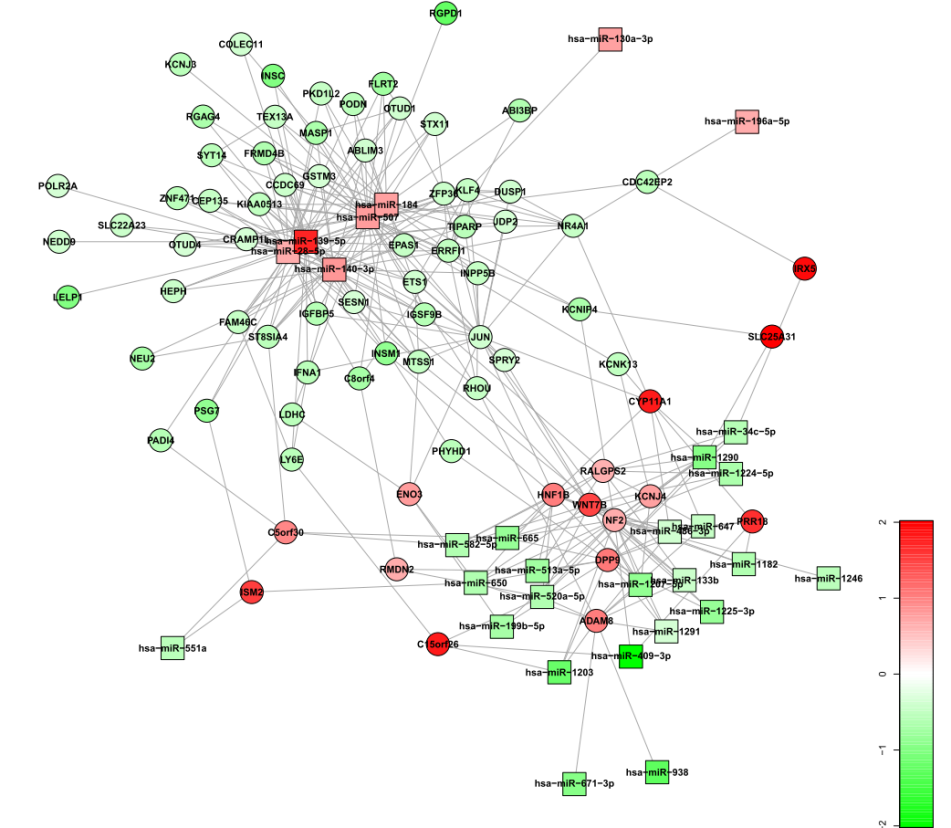 RGPD1
hsa-miR-130a-3p
COLEC11
KCNJ3
INSC
FLRT2
PKD1L2
PODN
OTUD1
ABI3BP
RGAG4
TEX13A
STX11
hsa-miR-196a-5p
MASP1
SYT14
FRMD4B
ABLIM3
GSTM3
CCDC69
POLR2A
ZFP36
KLF4
DUSP1
CDC42EP2
ZNF471
CEP135
KIAA0513
hsa-miR-184
hsa-miR-507
SLC22A23
TIPARP
JDP2
NR4A1
NEDD9
OTUD4
CRAMP1L
hsa-miR-139-5p
hsa-miR-28-5p
EPAS1
ERRFI1
hsa-miR-140-3p
INPP5B
IRX5
ETS1
LELP1
HEPH
SESN1
IGFBP5
IGSF9B
KCNIP4
FAM46C
ST8SIA4
JUN
SLC25A31
NEU2
INSM1
MTSS1
SPRY2
KCNK13
IFNA1
C8orf4
RHOU
CYP11A1
PSG7
LDHC
hsa-miR-34c-5p
PADI4
LY6E
PHYHD1
hsa-miR-1290
RALGPS2
hsa-miR-1224-5p
ENO3
HNF1B
WNT7B
KCNJ4
NF2
PRR18
hsa-miR-647
C5orf30
hsa-miR-486-3p
hsa-miR-665
hsa-miR-582-5p
DPP9
hsa-miR-1182
RMDN2
hsa-miR-513a-5p
hsa-miR-650
hsa-miR-133b
hsa-miR-1246
ISM2
hsa-miR-520a-5p
hsa-miR-1225-3p
ADAM8
hsa-miR-199b-5p
hsa-miR-1291
hsa-miR-551a
C15orf26
hsa-miR-409-3p
hsa-miR-1203
hsa-miR-938
hsa-miR-671-3p
2
1
0
-1
-2